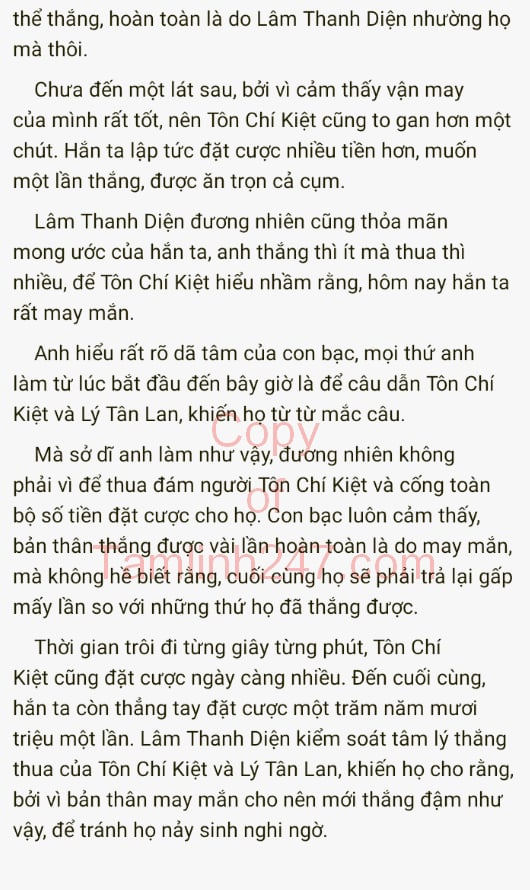 thể thắng, hoàn toàn là do Lâm Thanh Diện nhường họ
mà thôi.
Chưa đến một lát sau, bởi vì cảm thấy vận may
của mình rất tốt, nên Tôn Chí Kiệt cũng to gan hơn một
chút. Hắn ta lập tức đặt cược nhiều tiền hơn, muốn
một lần thắng, được ăn trọn cả cụm.
Lâm Thanh Diện đương nhiên cũng thỏa mãn
mong ước của hắn ta, anh thắng thì ít mà thua thì
nhiều, để Tôn Chí Kiệt hiểu nhầm rằng, hôm nay hắn ta
rất may mắn.
Anh hiểu rất rõ dã tâm của con bạc, mọi thứ anh
làm từ lúc bắt đầu đến bây giờ là để câu dẫn Tôn Chí
Kiệt và Lý Tân Lan, khiến họ từ từ mắc câu.
Mà sở dĩ anh làm như vậy, đương nhiên không
phải vì để thua đám người Tôn Chí Kiệt và cống toàn
bộ số tiền đặt cược cho họ. Con bạc luôn cảm thấy,
bản thân thắng được vài lần hoàn toàn là do may mắn,
mà không hề biết rằng, cuối cùng họ sẽ phải trả lại gấp
mấy lần so với những thứ họ đã thắng được.
Thời gian trôi đi từng giây từng phút, Tôn Chí
Kiệt cũng đặt cược ngày càng nhiều. Đến cuối cùng,
hắn ta còn thẳng tay đặt cược một trăm năm mươi
triệu một lần. Lâm Thanh Diện kiểm soát tâm lý thắng
thua của Tôn Chí Kiệt và Lý Tân Lan, khiến họ cho rằng,
bởi vì bản thân may mắn cho nên mới thắng đậm như
vậy, để tránh họ nảy sinh nghi ngờ.
Copy
of
Tamlinh247.com